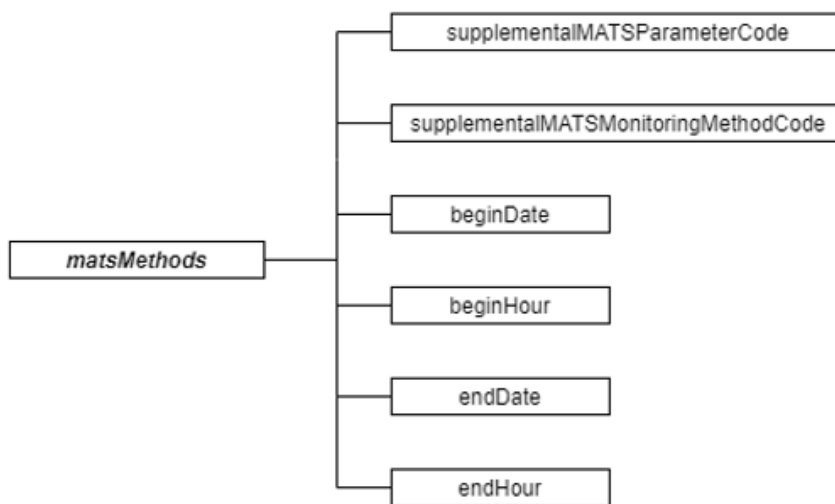 supplementalMATSParameterCode
supplementalMATSMonitoringMethodCode
beginDate
matsMethods
beginHour
endDate
endHour